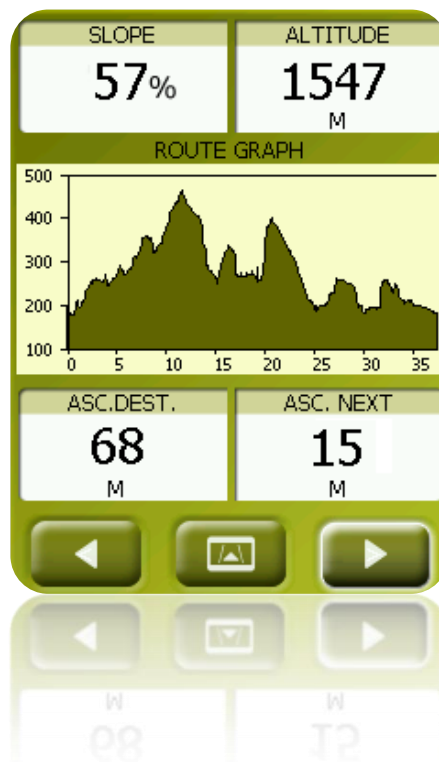 SLOPE ALTITUDE
57% 1547
M
ROUTE GRAPH
500
400
300
200
100
0 5 10 15 20 25 30 35
ASC.DEST. ASC. NEXT
68 15
M M